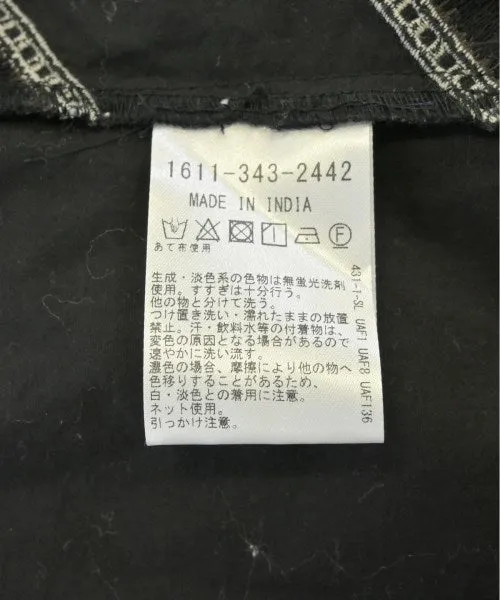 1611-343-2442
MADE IN INDIA
あて布使用
生成・淡色系の色物は無蛍光洗剤
使用。すすぎは十分行う。
他の物と分けて洗う。
つけ置き洗い・濡れたままの放置
禁止。汗・飲料水等の付着物は、
変色の原因となる場合があるので
速やかに洗い流す。
濃色の場合、摩擦により他の物へ
色移りすることがあるため、
白・淡色との着用に注意。
ネット使用。
引っかけ注意。
431-1-SL UAF1 UAF8 UAF136